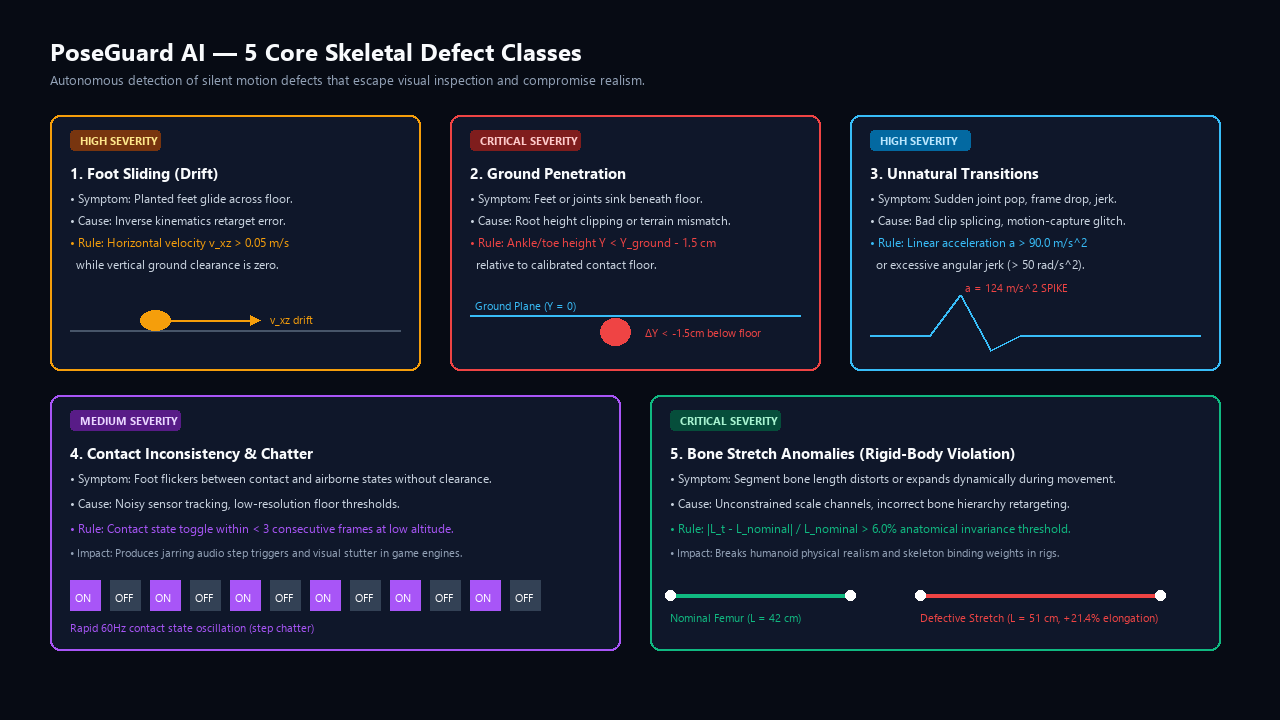 PoseGuard AI — 5 Core Skeletal Defect Classes
Autonomous detection of silent motion defects that escape visual inspection and compromise realism.
HIGH SEVERITY
1. Foot Sliding (Drift)
• Symptom: Planted feet glide across floor.
• Cause: Inverse kinematics retarget error.
• Rule: Horizontal velocity v_xz > 0.05 m/s
while vertical ground clearance is zero.
v_xz drift
CRITICAL SEVERITY
2. Ground Penetration
• Symptom: Feet or joints sink beneath floor.
• Cause: Root height clipping or terrain mismatch.
• Rule: Ankle/toe height Y < Y_ground - 1.5 cm
relative to calibrated contact floor.
Ground Plane (Y = 0)
ΔY < -1.5cm below floor
HIGH SEVERITY
3. Unnatural Transitions
• Symptom: Sudden joint pop, frame drop, jerk.
• Cause: Bad clip splicing, motion-capture glitch.
• Rule: Linear acceleration a > 90.0 m/s^2
or excessive angular jerk (> 50 rad/s^2).
a = 124 m/s^2 SPIKE
MEDIUM SEVERITY
4. Contact Inconsistency & Chatter
• Symptom: Foot flickers between contact and airborne states without clearance.
• Cause: Noisy sensor tracking, low-resolution floor thresholds.
• Rule: Contact state toggle within < 3 consecutive frames at low altitude.
• Impact: Produces jarring audio step triggers and visual stutter in game engines.
ON OFF ON OFF ON OFF ON OFF ON OFF ON OFF
Rapid 60Hz contact state oscillation (step chatter)
CRITICAL SEVERITY
5. Bone Stretch Anomalies (Rigid-Body Violation)
• Symptom: Segment bone length distorts or expands dynamically during movement.
• Cause: Unconstrained scale channels, incorrect bone hierarchy retargeting.
• Rule: |L_t - L_nominal| / L_nominal > 6.0% anatomical invariance threshold.
• Impact: Breaks humanoid physical realism and skeleton binding weights in rigs.
Nominal Femur (L = 42 cm)
Defective Stretch (L = 51 cm, +21.4% elongation)